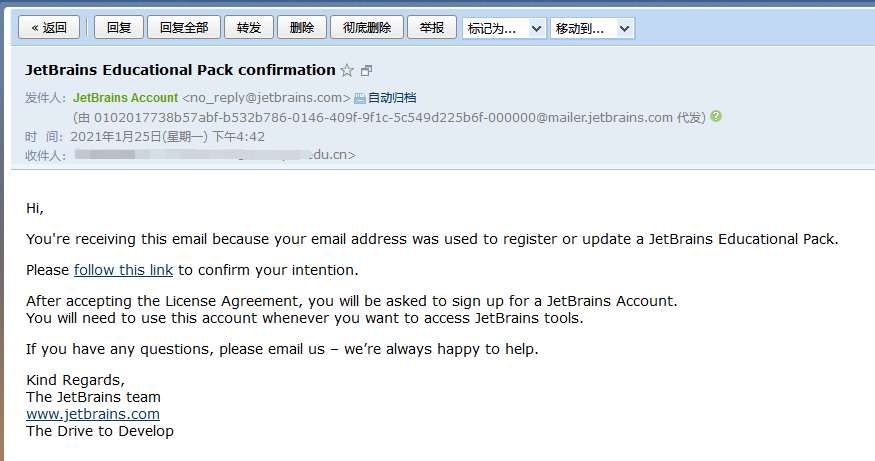 « 返回 回复 回复全部 转发 删除 彻底删除 举报 标记为... 移动到...
JetBrains Educational Pack confirmation
发件人: JetBrains Account <no_reply@jetbrains.com> 自动归档
(由 0102017738b57abf-b532b786-0146-409f-9f1c-5c549d225b6f-000000@mailer.jetbrains.com 代发) ?
时 间: 2021年1月25日(星期一) 下午4:42
收件人: du.cn>
Hi,
You're receiving this email because your email address was used to register or update a JetBrains Educational Pack.
Please follow this link to confirm your intention.
After accepting the License Agreement, you will be asked to sign up for a JetBrains Account.
You will need to use this account whenever you want to access JetBrains tools.
If you have any questions, please email us – we’re always happy to help.
Kind Regards,
The JetBrains team
www.jetbrains.com
The Drive to Develop